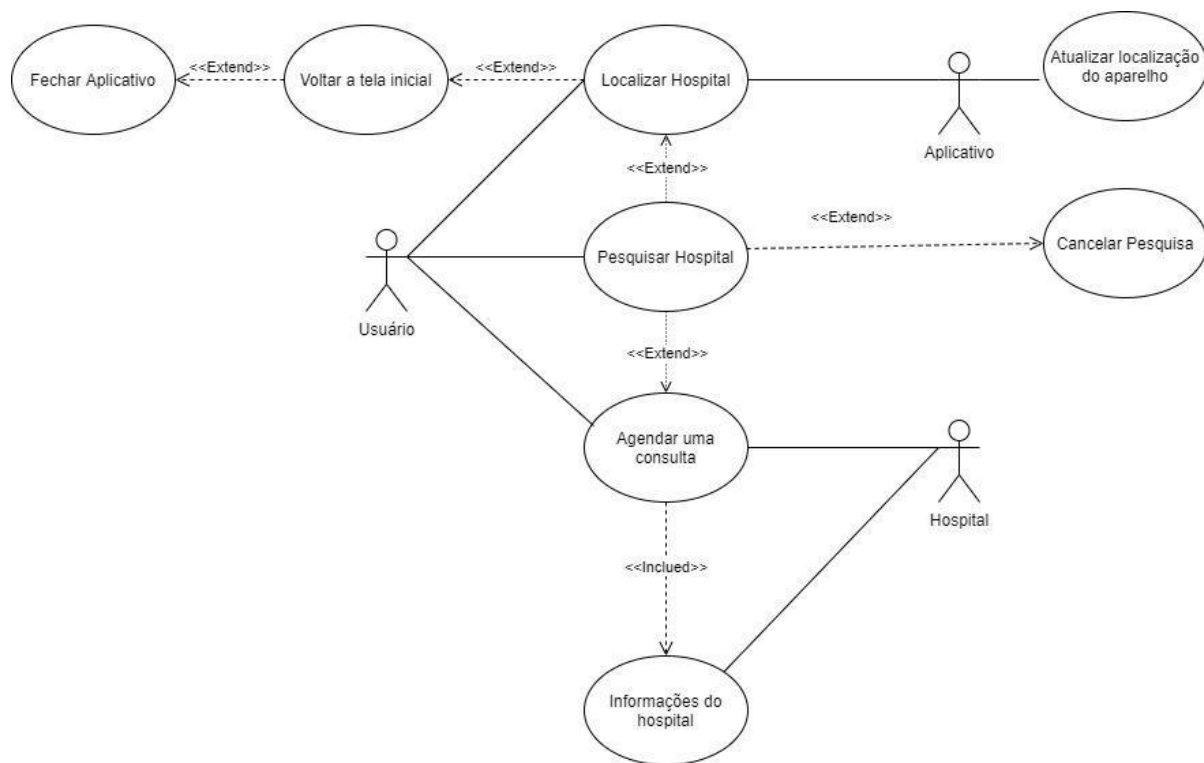 Fechar Aplicativo
<<Extend>>
Voltar a tela inicial
<<Extend>>
Localizar Hospital
Atualizar localização
do aparelho
Aplicativo
<<Extend>>
<<Extend>>
Pesquisar Hospital
Cancelar Pesquisa
Usuário
<<Extend>>
Agendar uma
consulta
Hospital
<<Inclued>>
Informações do
hospital